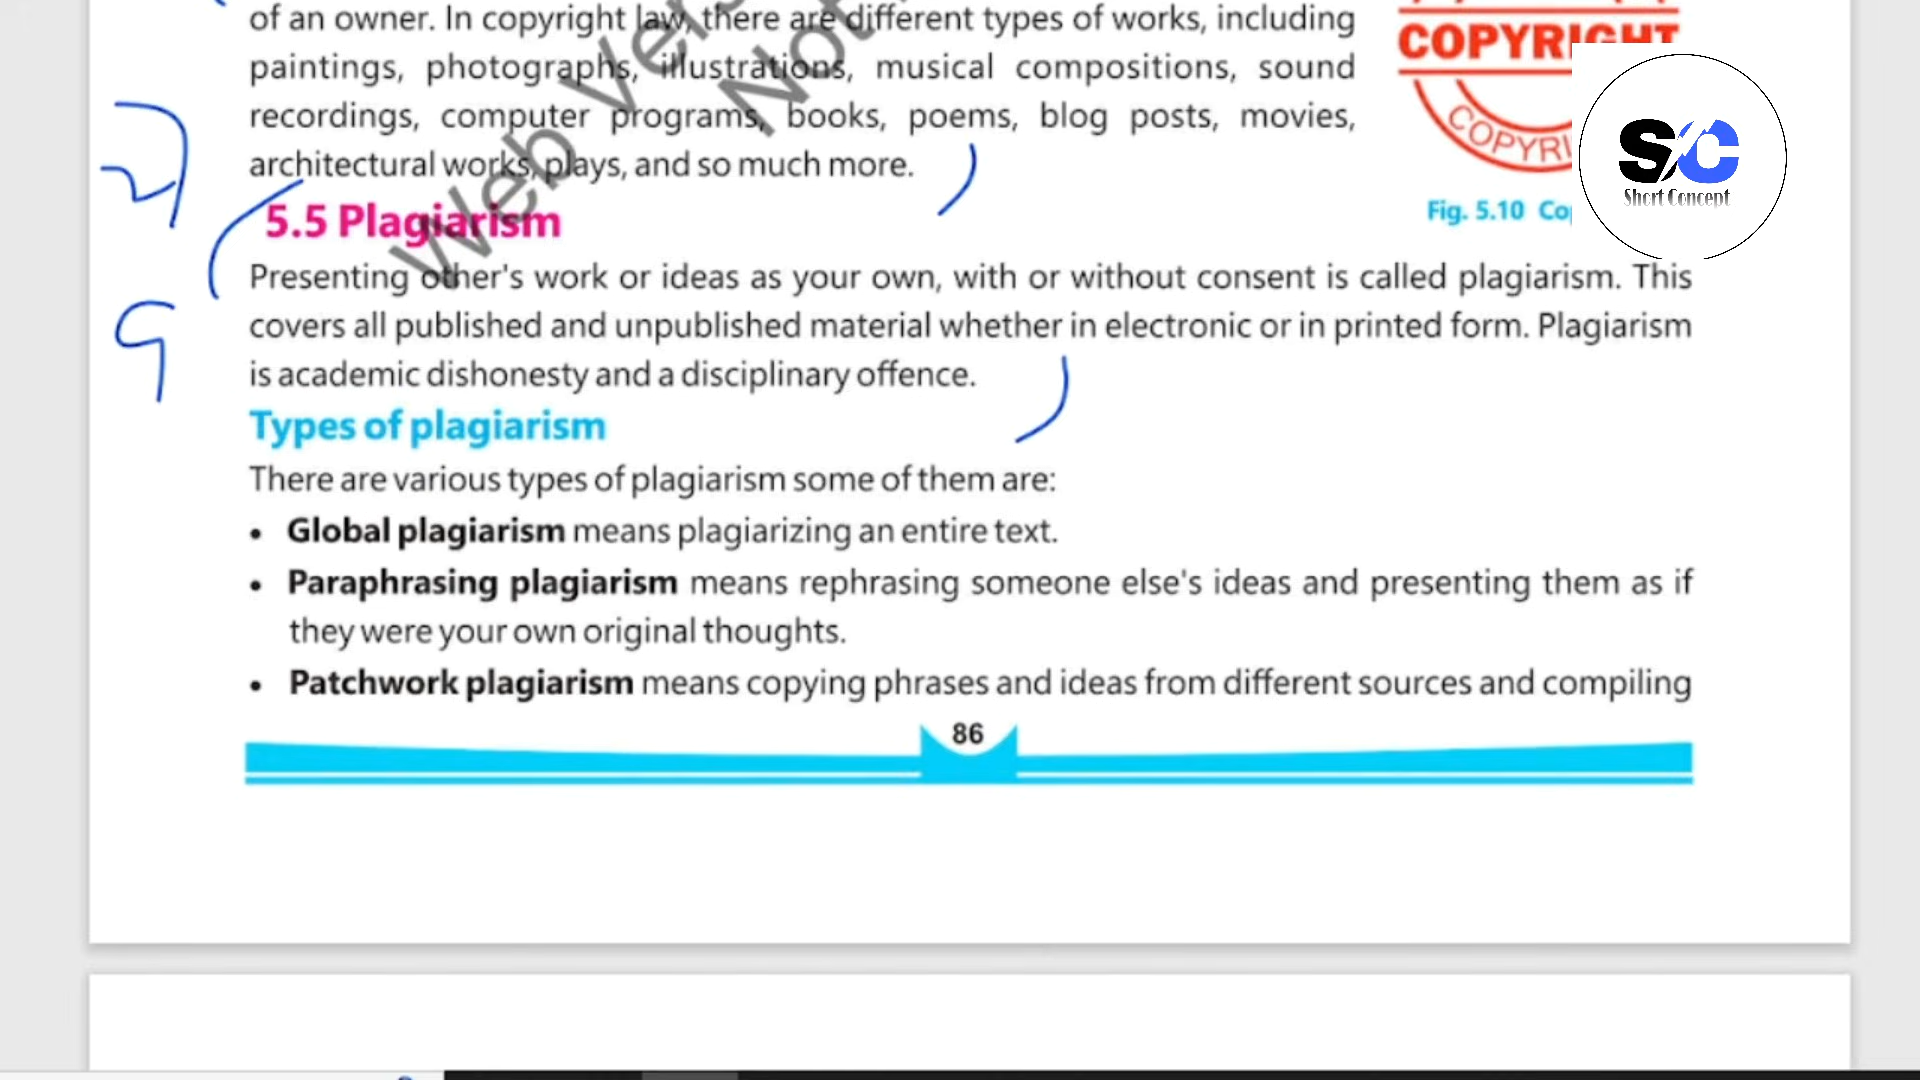 of an owner. In copyright law, there are different types of works, including
paintings, photographs, illustrations, musical compositions, sound
recordings, computer programs, books, poems, blog posts, movies,
architectural works, plays, and so much more.
COPYRIGHT
COPYRI
Fig. 5.10 Co
S/C
Short Concept
Web Vers
Not
5.5 Plagiarism
Presenting other's work or ideas as your own, with or without consent is called plagiarism. This
covers all published and unpublished material whether in electronic or in printed form. Plagiarism
is academic dishonesty and a disciplinary offence.
Types of plagiarism
There are various types of plagiarism some of them are:
• Global plagiarism means plagiarizing an entire text.
• Paraphrasing plagiarism means rephrasing someone else's ideas and presenting them as if
they were your own original thoughts.
• Patchwork plagiarism means copying phrases and ideas from different sources and compiling
86